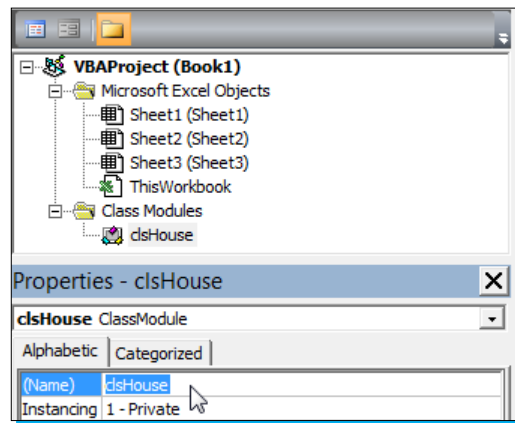 VBAProject (Book1)
Microsoft Excel Objects
Sheet1 (Sheet1)
Sheet2 (Sheet2)
Sheet3 (Sheet3)
ThisWorkbook
Class Modules
clsHouse
Properties - clsHouse
clsHouse ClassModule
Alphabetic Categorized
(Name) clsHouse
Instancing 1 - Private